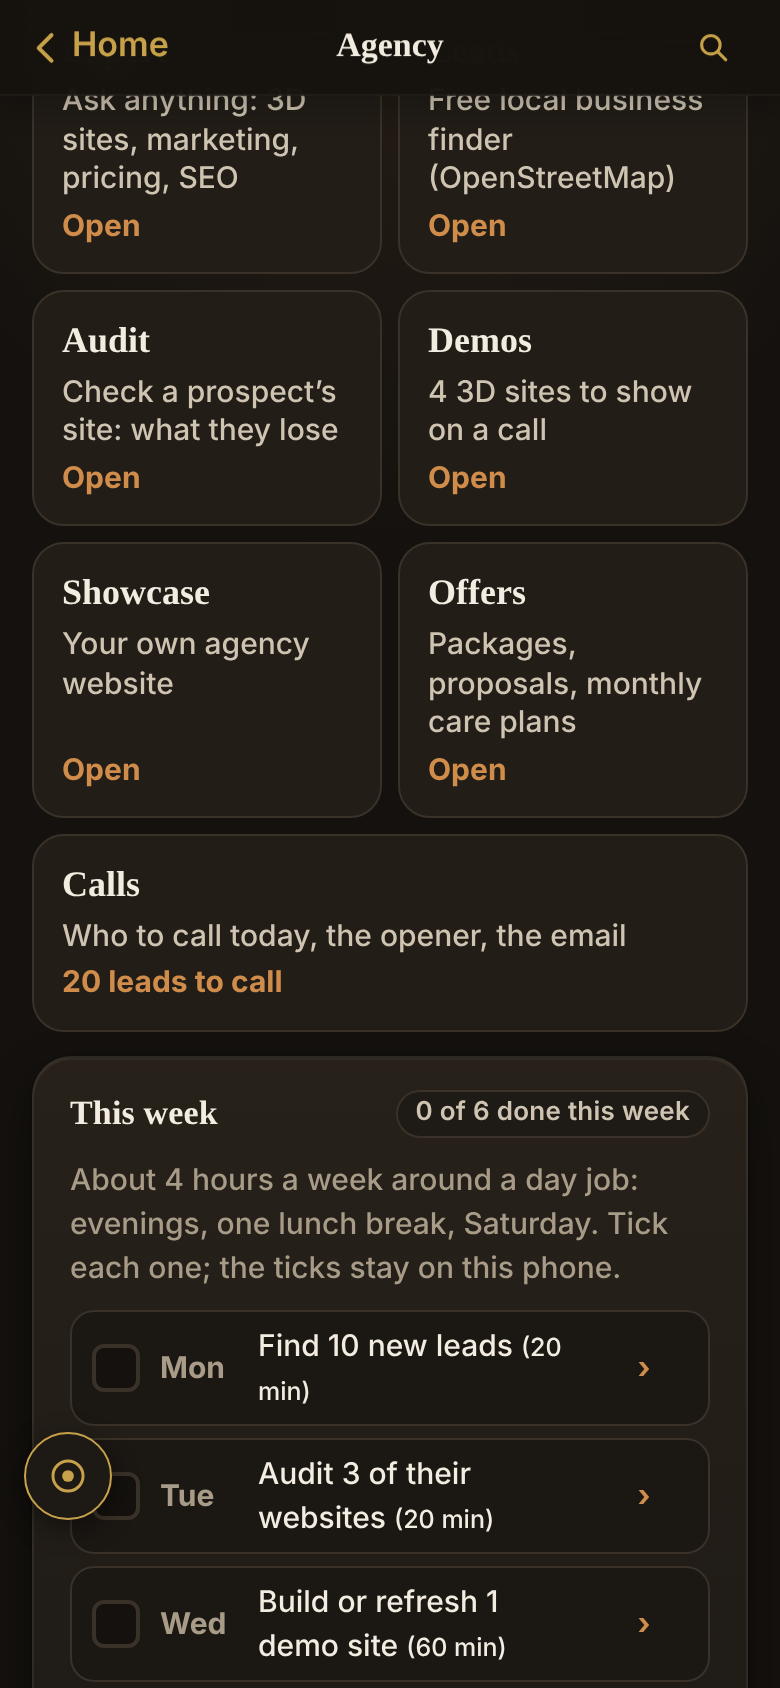 Home
Agency
Ask anything: 3D
sites, marketing,
pricing, SEO
Open
Free local business
finder
(OpenStreetMap)
Open
Audit
Check a prospect’s
site: what they lose
Open
Demos
4 3D sites to show
on a call
Open
Showcase
Your own agency
website
Open
Offers
Packages,
proposals, monthly
care plans
Open
Calls
Who to call today, the opener, the email
20 leads to call
This week
0 of 6 done this week
About 4 hours a week around a day job:
evenings, one lunch break, Saturday. Tick
each one; the ticks stay on this phone.
Mon
Find 10 new leads (20
min)
Tue
Audit 3 of their
websites (20 min)
Wed
Build or refresh 1
demo site (60 min)